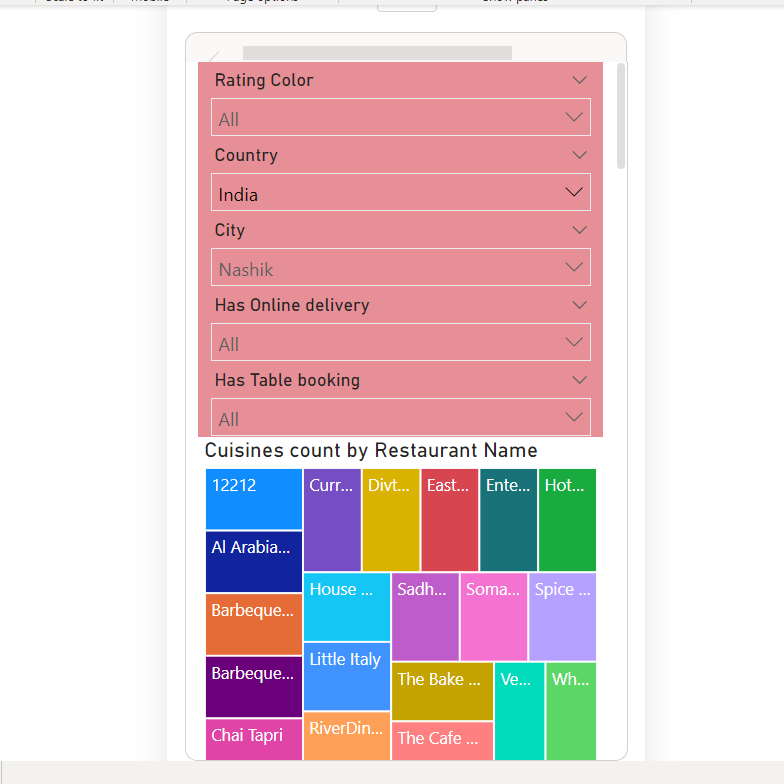 Rating Color
All
Country
India
City
Nashik
Has Online delivery
All
Has Table booking
All
Cuisines count by Restaurant Name
12212
Curr...
Divt...
East...
Ente...
Hot...
Al Arabia...
Barbeque...
House ...
Sadh...
Soma...
Spice ...
Barbeque...
Little Italy
The Bake ...
Ve...
Wh...
Chai Tapri
RiverDin...
The Cafe ...